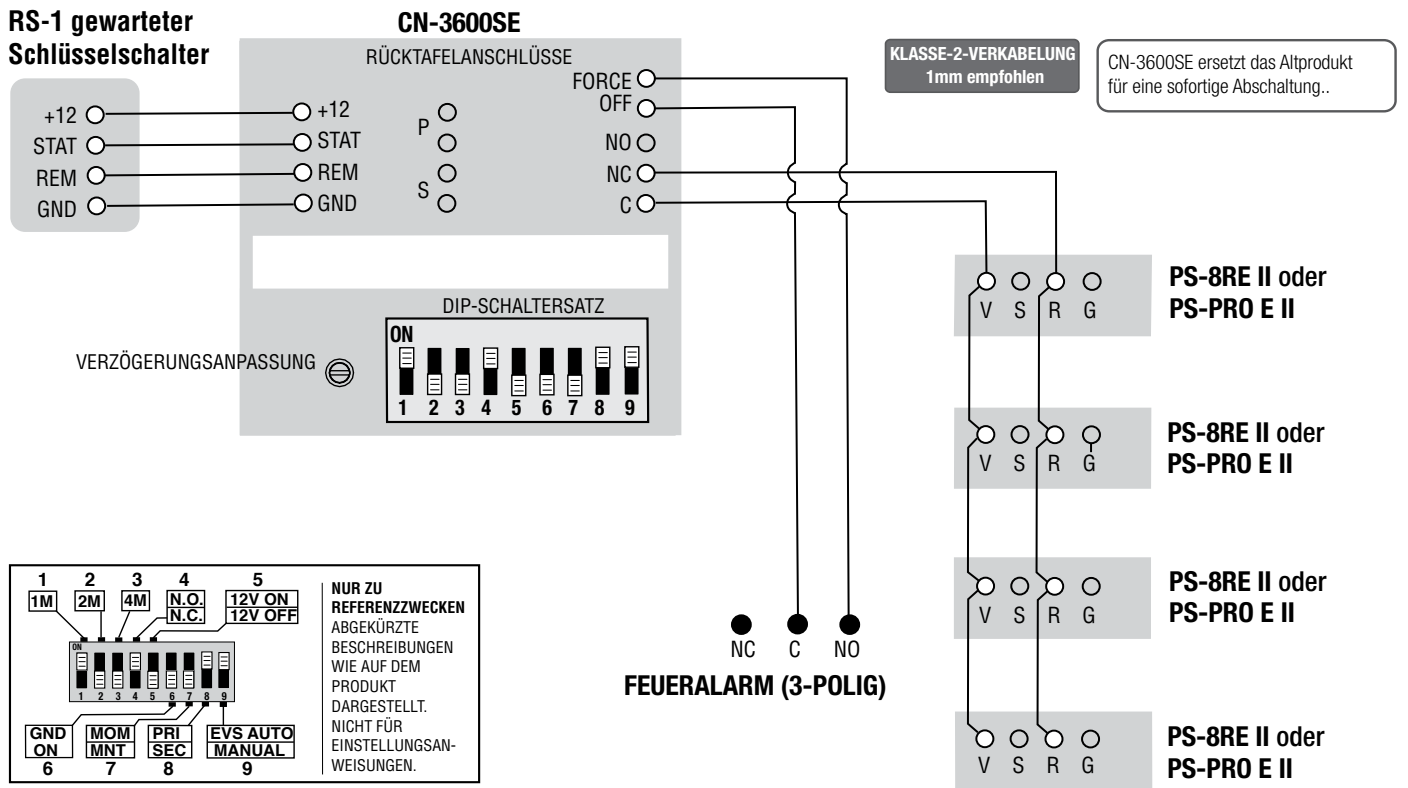 RS-1 gewarteter
Schlüsselschalter
+12
STAT
REM
GND
CN-3600SE
RÜCKTAFELANSCHLÜSSE
+12
STAT
REM
GND
P
S
FORCE
OFF
NO
NC
C
DIP-SCHALTERSATZ
ON
1 2 3 4 5 6 7 8 9
VERZÖGERUNGSANPASSUNG
KLASSE-2-VERKABELUNG
1mm empfohlen
CN-3600SE ersetzt das Altprodukt
für eine sofortige Abschaltung..
V S R G
PS-8RE II oder
PS-PRO E II
V S R G
PS-8RE II oder
PS-PRO E II
V S R G
PS-8RE II oder
PS-PRO E II
V S R G
PS-8RE II oder
PS-PRO E II
NC C NO
FEUERALARM (3-POLIG)
1 2 3 4 5
1M 2M 4M N.O. 12V ON
N.C. 12V OFF
ON
1 2 3 4 5 6 7 8 9
GND MOM PRI EVS AUTO
ON MNT SEC MANUAL
6 7 8 9
NUR ZU
REFERENZZWECKEN
ABGEKÜRZTE
BESCHREIBUNGEN
WIE AUF DEM
PRODUKT
DARGESTELLT.
NICHT FÜR
EINSTELLUNGSAN-
WEISUNGEN.